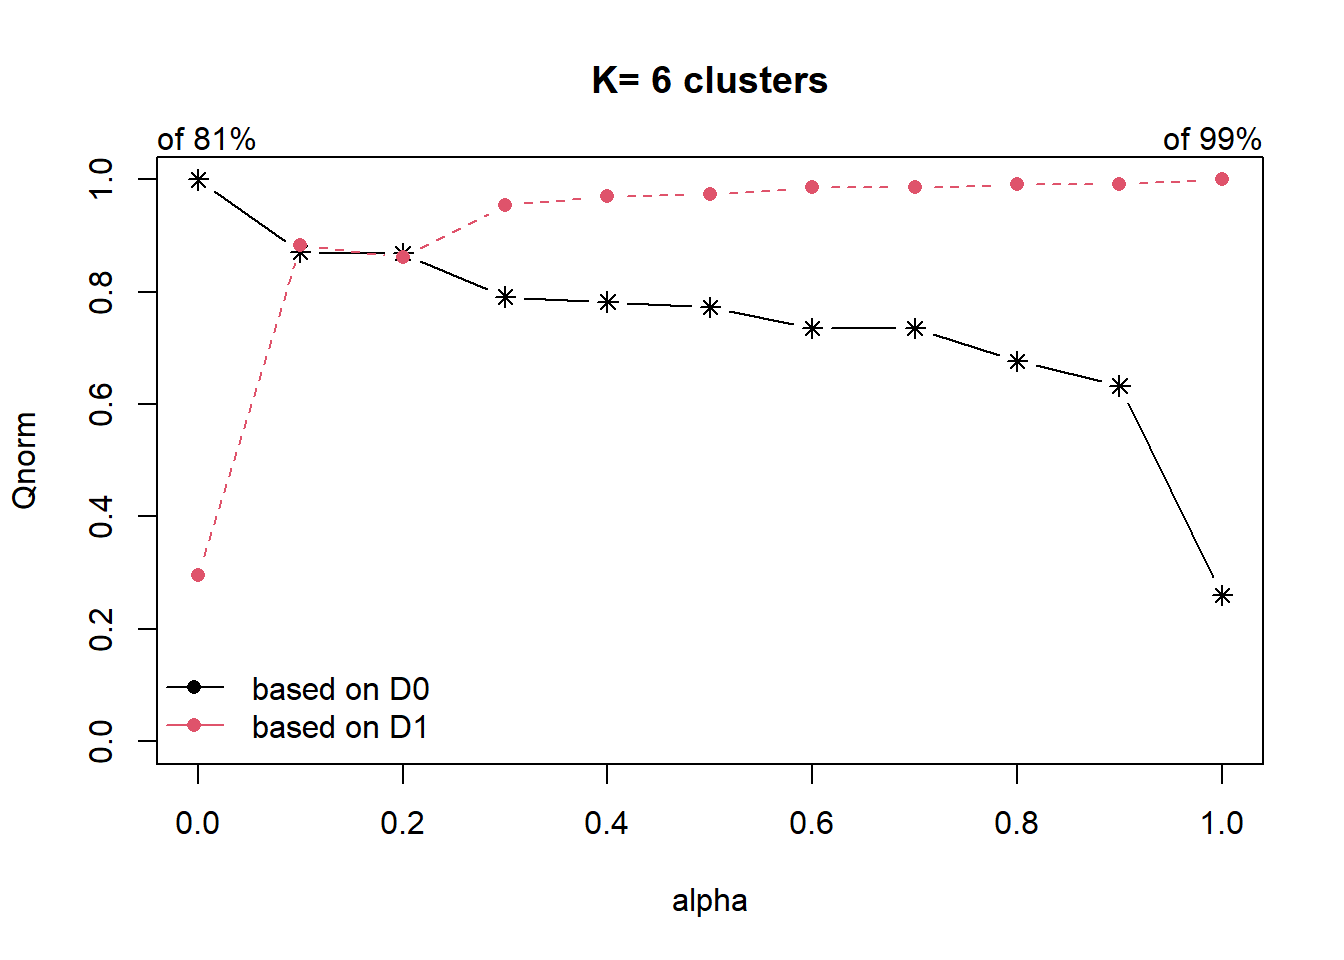 K= 6 clusters
of 81%
of 99%
Qnorm
1.0
0.8
0.6
0.4
0.2
0.0
based on D0
based on D1
0.0 0.2 0.4 0.6 0.8 1.0
alpha